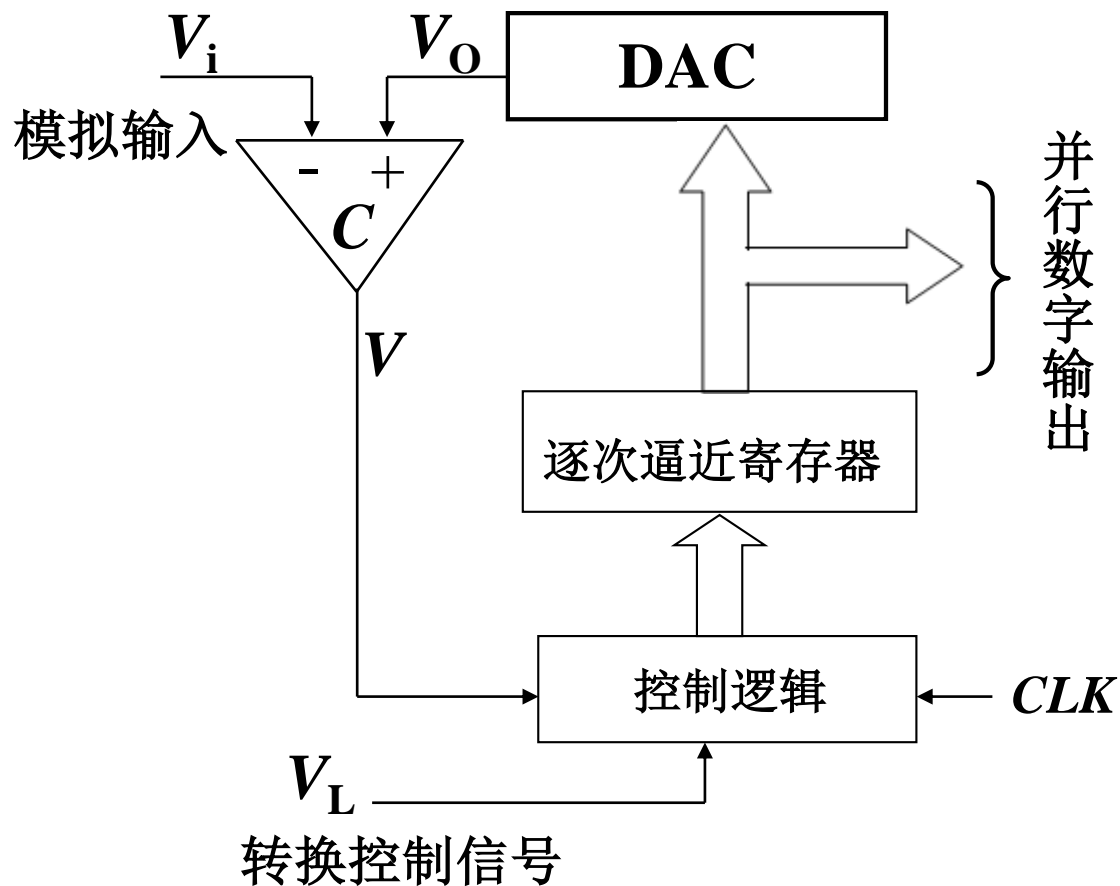 Vi
VO
DAC
模拟输入
- +
C
并行数字输出
V
逐次逼近寄存器
控制逻辑
CLK
VL
转换控制信号